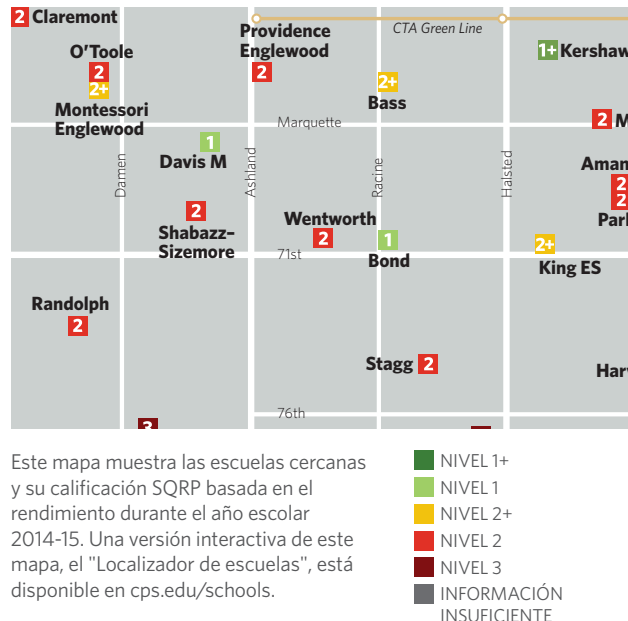 2 Claremont
Providence
Englewood
2
CTA Green Line
1+ Kershaw
O'Toole
2
2+
Montessori
Englewood
2+
Bass
Marquette
2 M
1
Davis M
Damen
Ashland
Racine
Halsted
Aman
2
2
Park
2
Shabazz–
Sizemore
Wentworth
2
1
Bond
71st
2+
King ES
Randolph
2
Stagg 2
Har
76th
3
Este mapa muestra las escuelas cercanas
y su calificación SQRP basada en el
rendimiento durante el año escolar
2014-15. Una versión interactiva de este
mapa, el "Localizador de escuelas", está
disponible en cps.edu/schools.
NIVEL 1+
NIVEL 1
NIVEL 2+
NIVEL 2
NIVEL 3
INFORMACIÓN
INSUFICIENTE